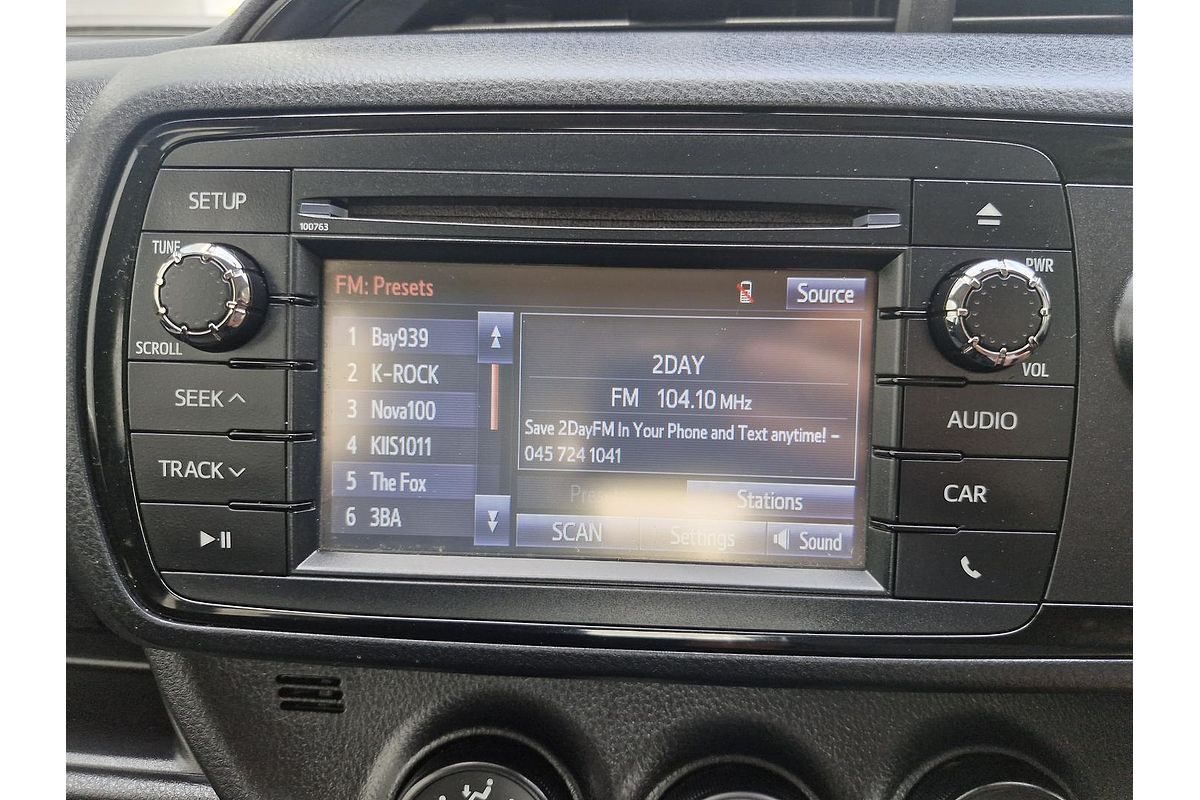 SETUP
100763
TUNE
SCROLL
PWR
VOL
FM: Presets
Source
1 Bay939
2 K-ROCK
3 Nova100
4 KIIS1011
5 The Fox
6 3BA
2DAY
FM 104.10 MHz
Save 2DayFM In Your Phone and Text anytime! –
045 724 1041
Stations
SCAN
Settings
Sound
SEEK
TRACK
AUDIO
CAR